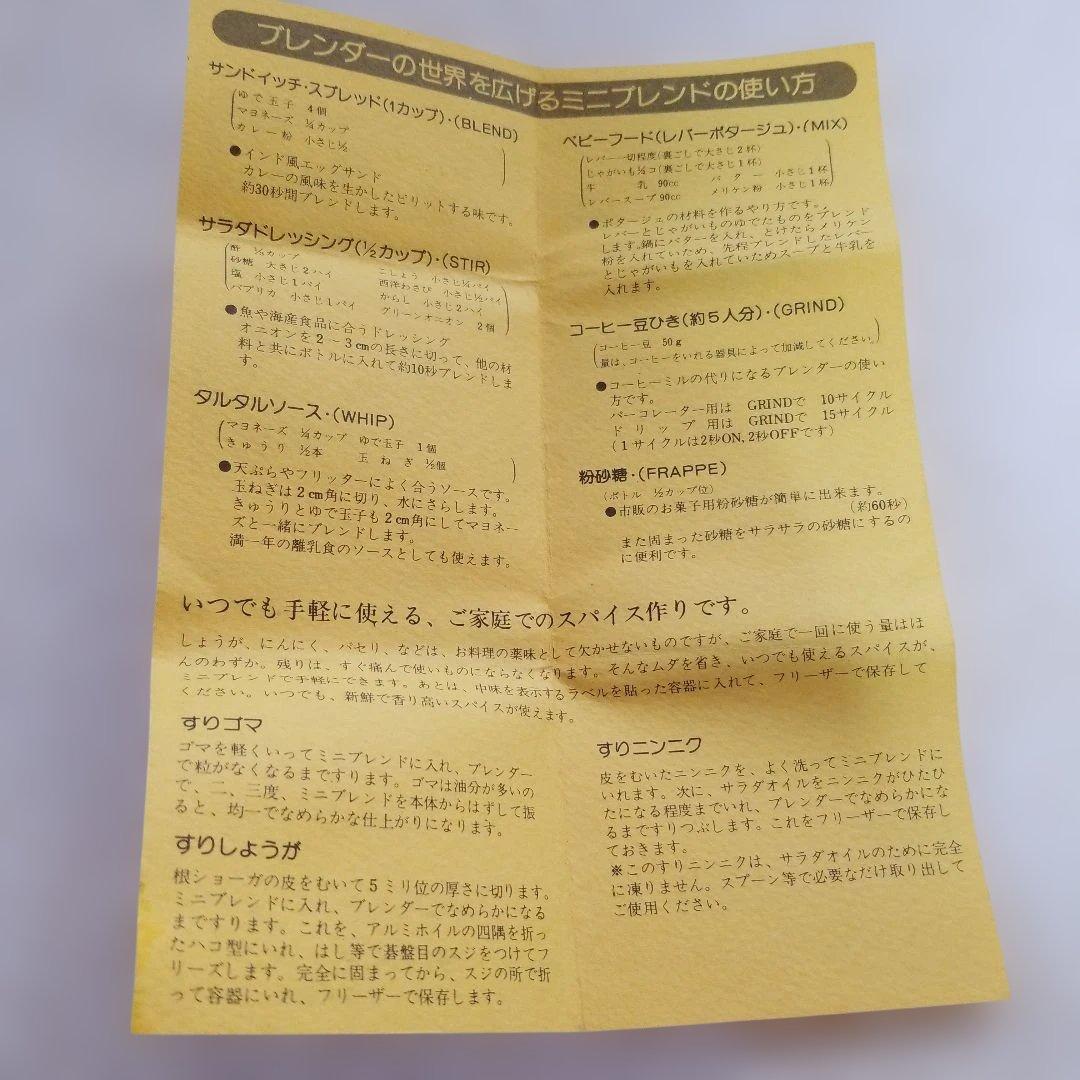 ブレンダーの世界を広げるミニブレンドの使い方
サンドイッチ・スプレッド(1カップ)・(BLEND)
ゆで玉子 4個
マヨネーズ ¼カップ
カレー粉 小さじ½
●インド風エッグサンド
カレーの風味を生かしたピリットする味です。
約30秒間ブレンドします。
サラダドレッシング(½カップ)・(STIR)
酢 カップ
砂糖 大さじ2ハイ
塩 小さじ1パイ
パプリカ 小さじ1パイ
こしょう 小さじ¼パイ
西洋わさび 小さじ½パイ
からし 小さじ2ハイ
グリーンオニオン 2個
●魚や海産食品に合うドレッシング
オニオンを2～3cmの長さに切って、他の材
料と共にボトルに入れて約10秒ブレンドしま
す。
タルタルソース・(WHIP)
マヨネーズ ¼カップ ゆで玉子 1個
きゅうり ½本 玉ねぎ ½個
●天ぷらやフリッターによく合うソースです。
玉ねぎは2cm角に切り、水にさらします。
きゅうりとゆで玉子も2cm角にしてマヨネー
ズと一緒にブレンドします。
満一年の離乳食のソースとしても使えます。
ベビーフード(レバーポタージュ)・(MIX)
レバー一切程度(裏ごしで大さじ2杯)
じゃがいも½コ(裏ごしで大さじ1杯)
牛乳 90cc バター 小さじ1杯
レバースープ90cc メリケン粉 小さじ1杯
●ポタージュの材料を作るやり方です。
レバーとじゃがいものゆでたものをブレンド
します。鍋にバターを入れ、とけたらメリケン
粉を入れていため、先程ブレンドしたレバー
とじゃがいもを入れていためスープと牛乳を
入れます。
コーヒー豆ひき(約5人分)・(GRIND)
コーヒー豆 50g
量は、コーヒーをいれる器具によって加減してください。
●コーヒーミルの代りになるブレンダーの使い
方です。
パーコレーター用は GRINDで 10サイクル
ドリップ用は GRINDで 15サイクル
(1サイクルは2秒ON, 2秒OFFです)
粉砂糖・(FRAPPE)
(ボトル ½カップ位)
●市販のお菓子用粉砂糖が簡単に出来ます。
(約60秒)
また固まった砂糖をサラサラの砂糖にするの
に便利です。
いつでも手軽に使える、ご家庭でのスパイス作りです。
しょうが、にんにく、パセリ、などは、お料理の薬味として欠かせないものですが、ご家庭で一回に使う量はほ
んのわずか。残りは、すぐ痛んで使いものにならなくなります。そんなムダを省き、いつでも使えるスパイスが、
ミニブレンドで手軽にできます。あとは、中味を表示するラベルを貼った容器に入れて、フリーザーで保存して
ください。いつでも、新鮮で香り高いスパイスが使えます。
すりゴマ
ゴマを軽くいってミニブレンドに入れ、ブレンダー
で粒がなくなるまですります。ゴマは油分が多いの
で、二、三度、ミニブレンドを本体からはずして振
ると、均一でなめらかな仕上がりになります。
すりしょうが
根ショーガの皮をむいて5ミリ位の厚さに切ります。
ミニブレンドに入れ、ブレンダーでなめらかになる
まですります。これを、アルミホイルの四隅を折っ
たハコ型にいれ、はし等で碁盤目のスジをつけてフ
リーズします。完全に固まってから、スジの所で折
って容器にいれ、フリーザーで保存します。
すりニンニク
皮をむいたニンニクを、よく洗ってミニブレンドに
いれます。次に、サラダオイルをニンニクがひたひ
たになる程度までいれ、ブレンダーでなめらかにな
るまですりつぶします。これをフリーザーで保存し
ておきます。
※このすりニンニクは、サラダオイルのために完全
に凍りません。スプーン等で必要なだけ取り出して
ご使用ください。